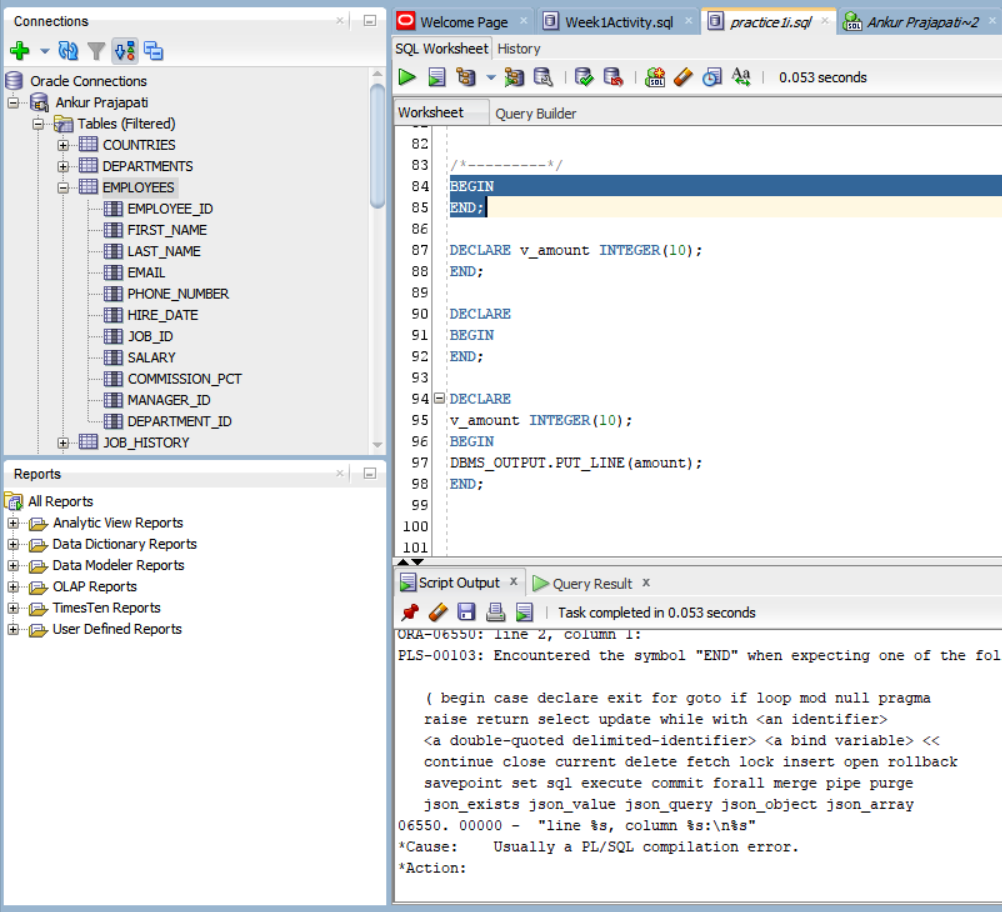 Connections
Oracle Connections
Ankur Prajapati
Tables (Filtered)
COUNTRIES
DEPARTMENTS
EMPLOYEES
EMPLOYEE_ID
FIRST_NAME
LAST_NAME
EMAIL
PHONE_NUMBER
HIRE_DATE
JOB_ID
SALARY
COMMISSION_PCT
MANAGER_ID
DEPARTMENT_ID
JOB_HISTORY
Reports
All Reports
Analytic View Reports
Data Dictionary Reports
Data Modeler Reports
OLAP Reports
TimesTen Reports
User Defined Reports
Welcome Page
Week1Activity.sql
practice1i.sql
Ankur Prajapati~2
SQL Worksheet History
0.053 seconds
Worksheet Query Builder
82
83 /*---------*/
84 BEGIN
85 END;
86
87 DECLARE v_amount INTEGER(10);
88 END;
89
90 DECLARE
91 BEGIN
92 END;
93
94 DECLARE
95 v_amount INTEGER(10);
96 BEGIN
97 DBMS_OUTPUT.PUT_LINE(amount);
98 END;
99
100
101
Script Output x Query Result x
Task completed in 0.053 seconds
ORA-06550: line 2, column 1:
PLS-00103: Encountered the symbol "END" when expecting one of the fol
( begin case declare exit for goto if loop mod null pragma
raise return select update while with <an identifier>
<a double-quoted delimited-identifier> <a bind variable> <<
continue close current delete fetch lock insert open rollback
savepoint set sql execute commit forall merge pipe purge
json_exists json_value json_query json_object json_array
06550. 00000 - "line %s, column %s:\n%s"
*Cause: Usually a PL/SQL compilation error.
*Action: